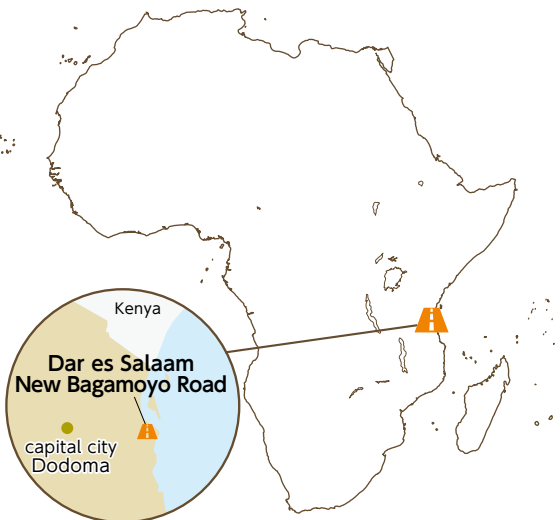 Kenya
Dar es Salaam
New Bagamoyo Road
capital city
Dodoma